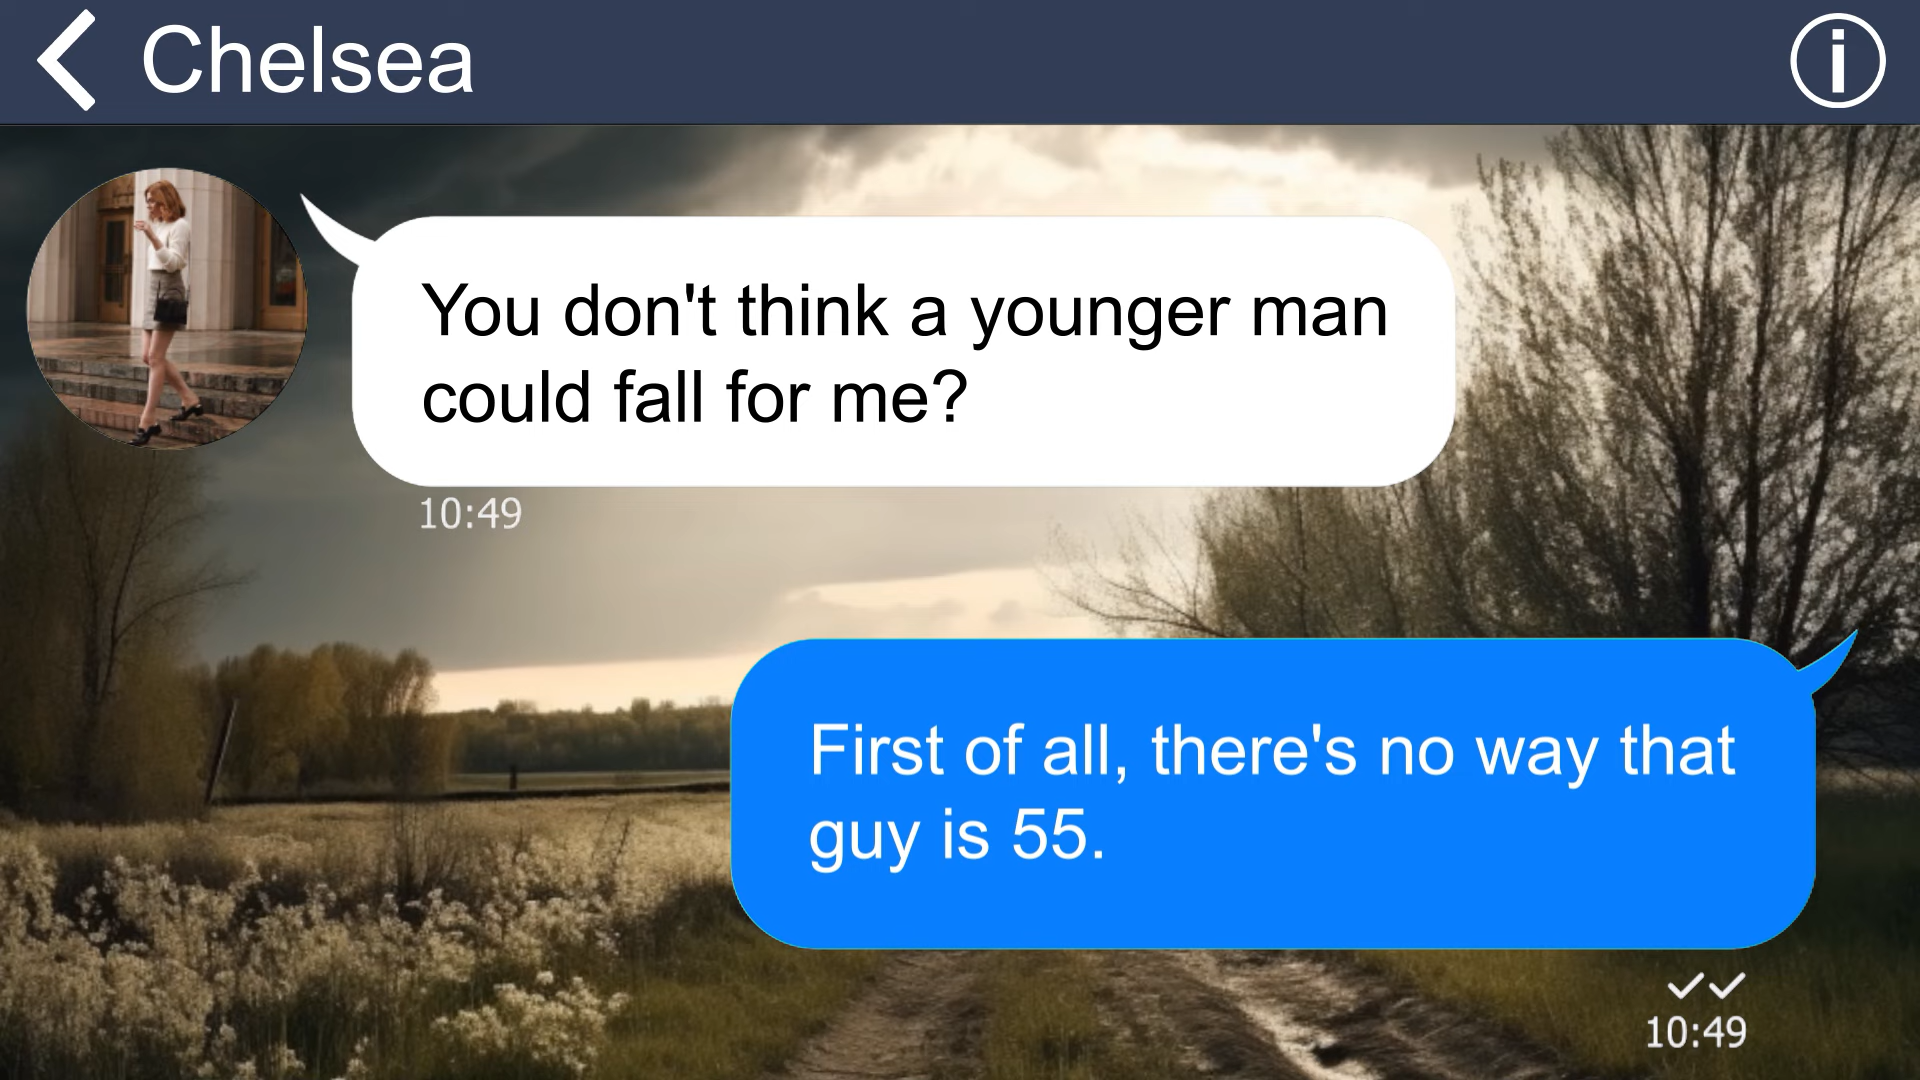 Chelsea
You don't think a younger man
could fall for me?
10:49
First of all, there's no way that
guy is 55.
10:49